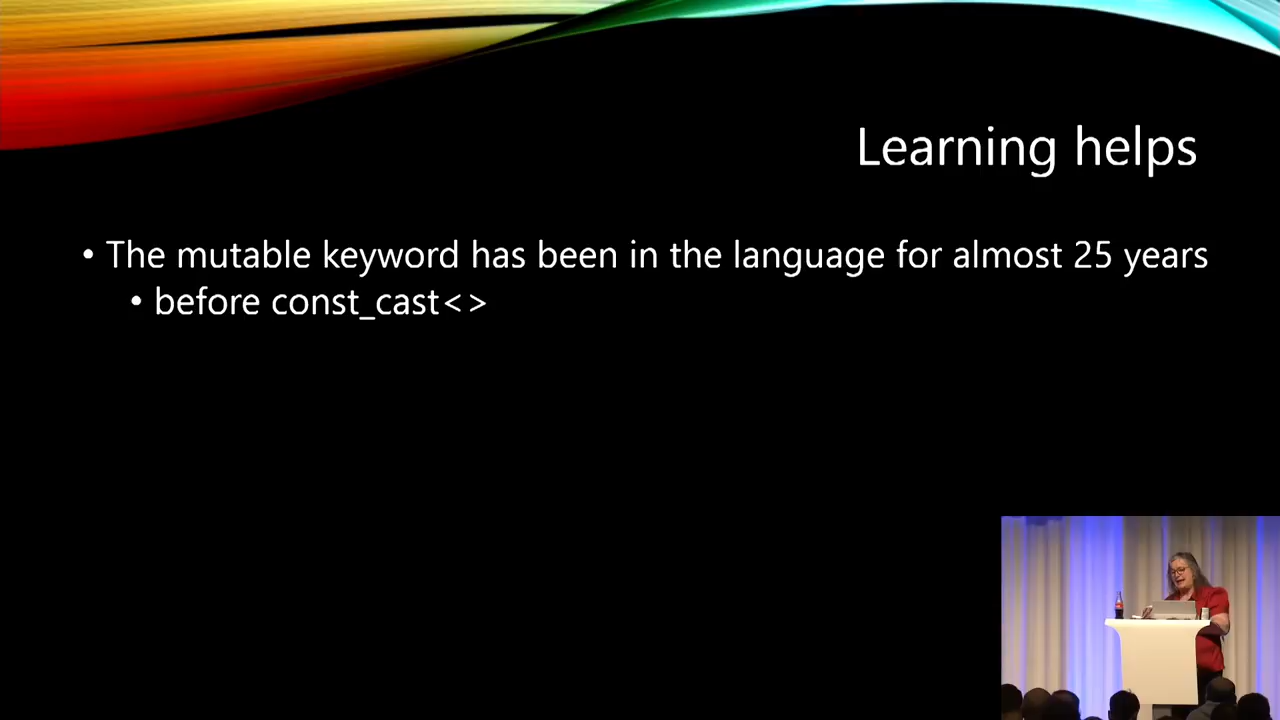 Learning helps
• The mutable keyword has been in the language for almost 25 years
• before const_cast<>